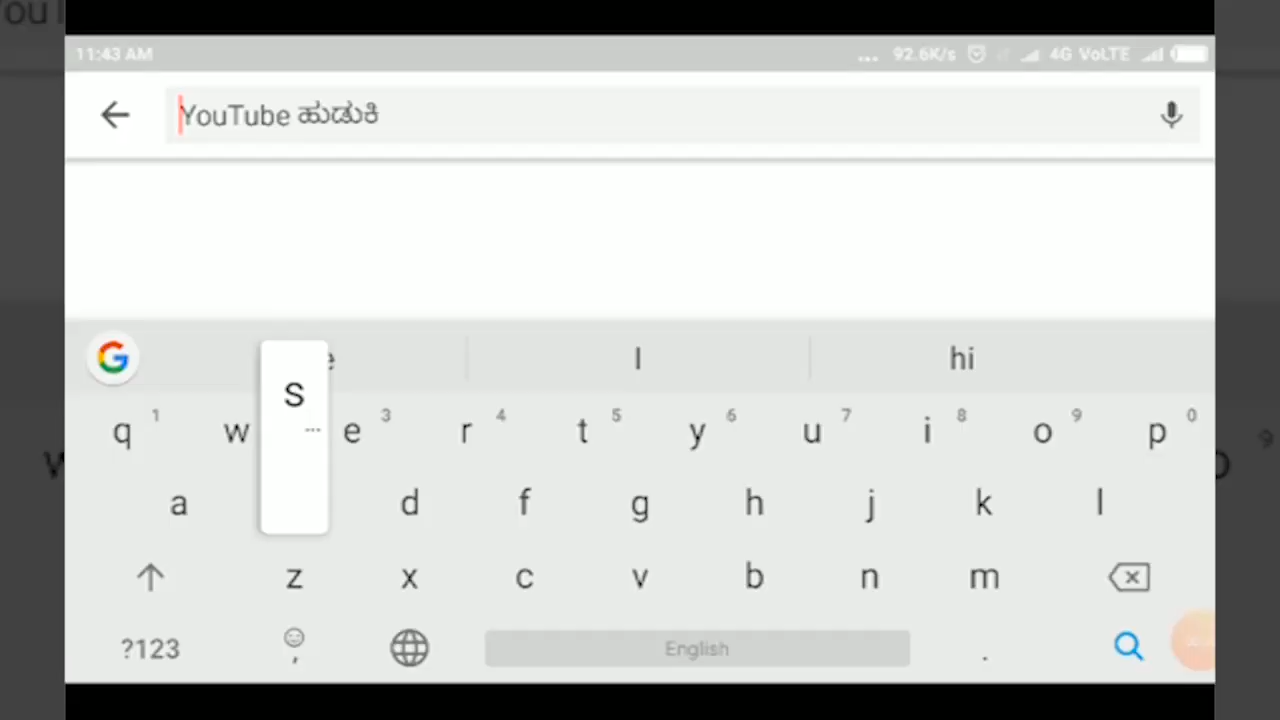 11:43 AM ... 92.6K/s 4G VoLTE
YouTube ಹುಡುಕಿ
I hi
S
q 1 w e 3 r 4 t 5 y 6 u 7 i 8 o 9 p 0
a d f g h j k l
z x c v b n m
?123 , English .